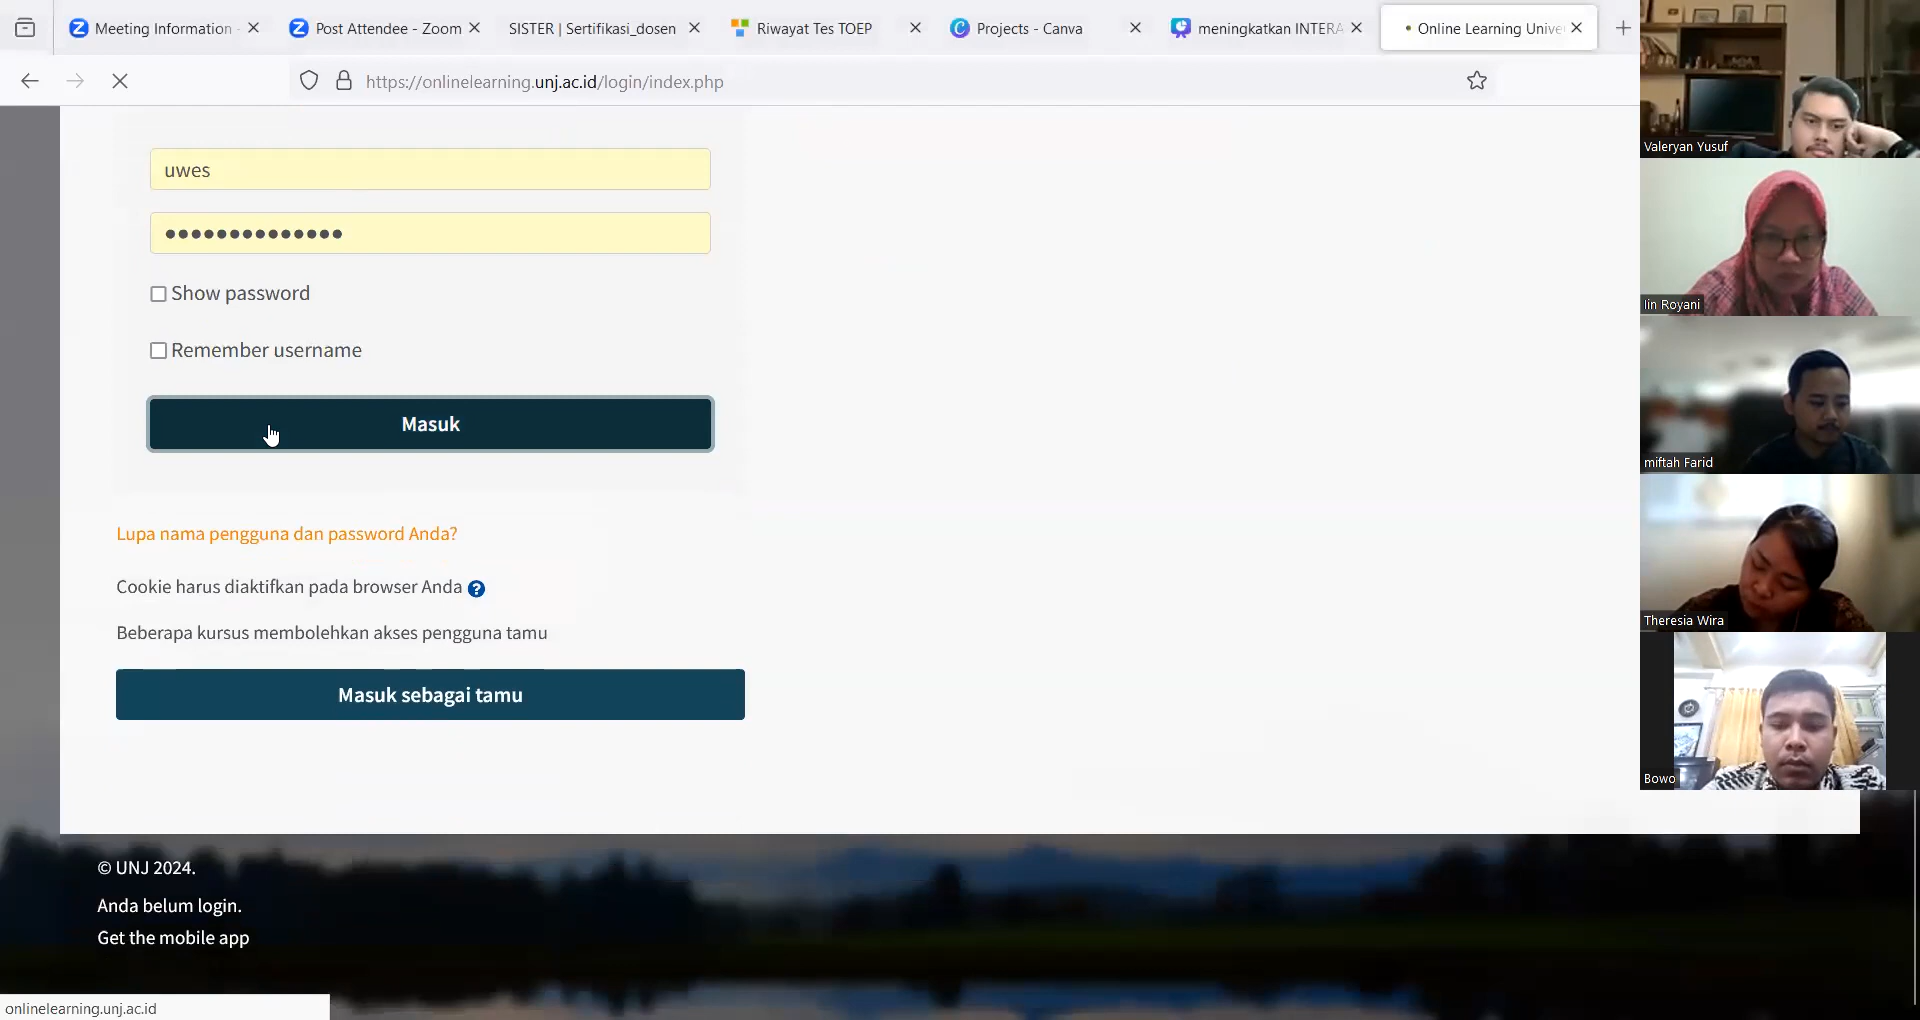 Meeting Information
Post Attendee - Zoom
SISTER | Sertifikasi_dosen
Riwayat Tes TOEP
Projects - Canva
meningkatkan INTERA
Online Learning Unive
https://onlinelearning.unj.ac.id/login/index.php
uwes
Show password
Remember username
Masuk
Lupa nama pengguna dan password Anda?
Cookie harus diaktifkan pada browser Anda
Beberapa kursus membolehkan akses pengguna tamu
Masuk sebagai tamu
© UNJ 2024.
Anda belum login.
Get the mobile app
onlinelearning.unj.ac.id
Valeryan Yusuf
Iin Royani
miftah Farid
Theresia Wira
Bowo